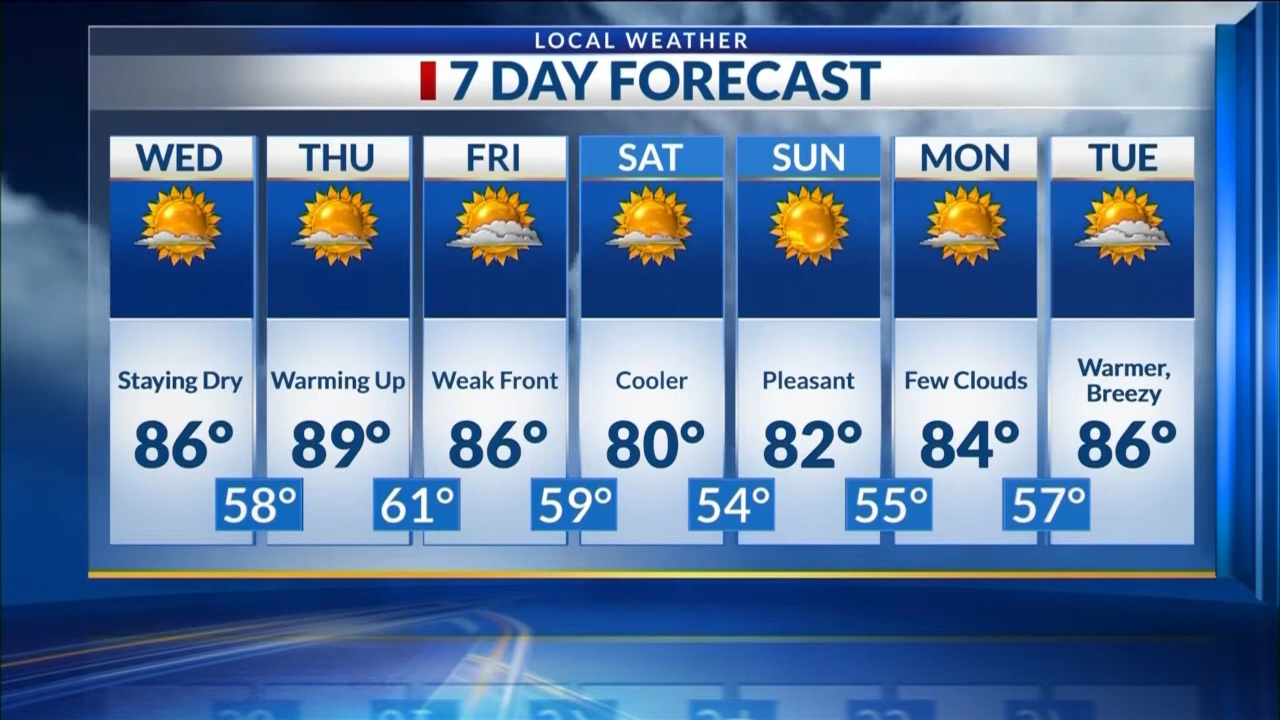 LOCAL WEATHER
7 DAY FORECAST
WED THU FRI SAT SUN MON TUE
Staying Dry Warming Up Weak Front Cooler Pleasant Few Clouds Warmer,
Breezy
86° 89° 86° 80° 82° 84° 86°
58° 61° 59° 54° 55° 57°